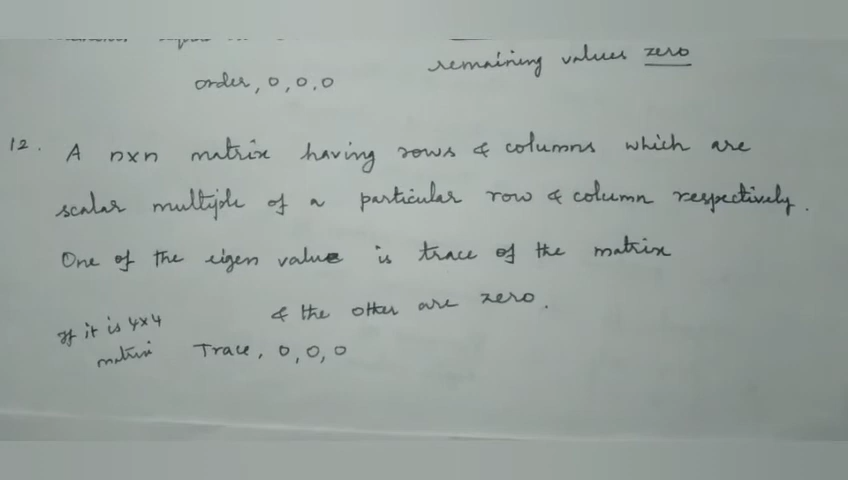 order, 0, 0, 0
remaining values zero
12. A n×n matrix having rows & columns which are
scalar multiple of a particular row & column respectively.
One of the eigen value is trace of the matrix
& the other are zero.
If it is 4×4
matrix Trace, 0, 0, 0